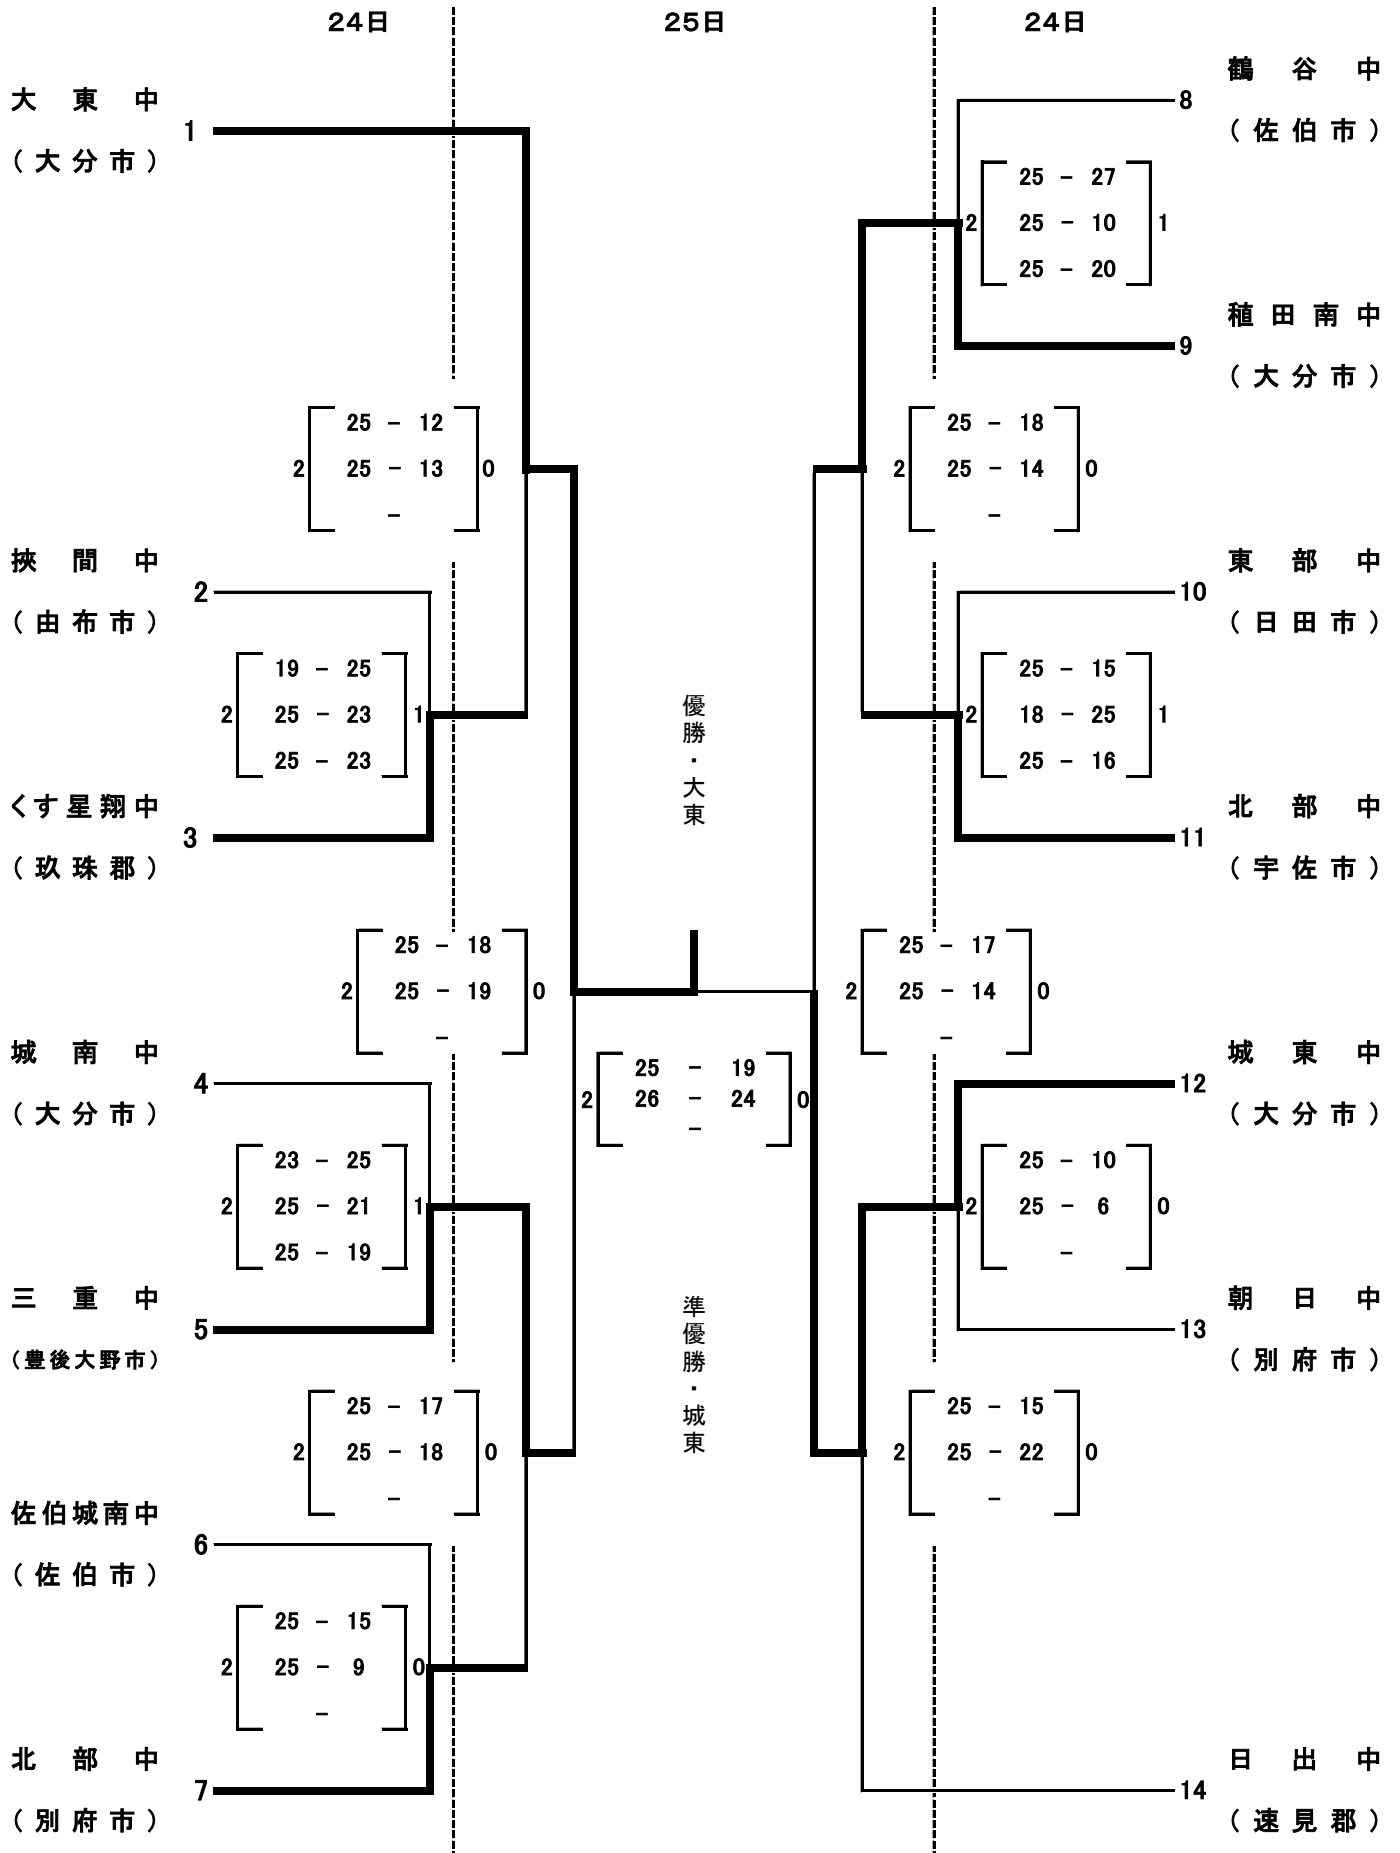 24日 25日 24日
大東中
1
(大分市)
挾間中
2
(由布市)
くす星翔中
3
(玖珠郡)
城南中
4
(大分市)
三重中
5
(豊後大野市)
佐伯城南中
6
(佐伯市)
北部中
7
(別府市)
25 - 12
2 25 - 13 0
-
19 - 25
2 25 - 23 1
25 - 23
25 - 18
2 25 - 19 0
-
23 - 25
2 25 - 21 1
25 - 19
25 - 17
2 25 - 18 0
-
25 - 15
2 25 - 9 0
-
優勝・大東
25 - 19
2 26 - 24 0
-
準優勝・城東
鶴谷中
8
(佐伯市)
25 - 27
2 25 - 10 1
25 - 20
稙田南中
9
(大分市)
25 - 18
2 25 - 14 0
-
東部中
10
(日田市)
25 - 15
2 18 - 25 1
25 - 16
北部中
11
(宇佐市)
25 - 17
2 25 - 14 0
-
城東中
12
(大分市)
25 - 10
2 25 - 6 0
-
朝日中
13
(別府市)
25 - 15
2 25 - 22 0
-
日出中
14
(速見郡)